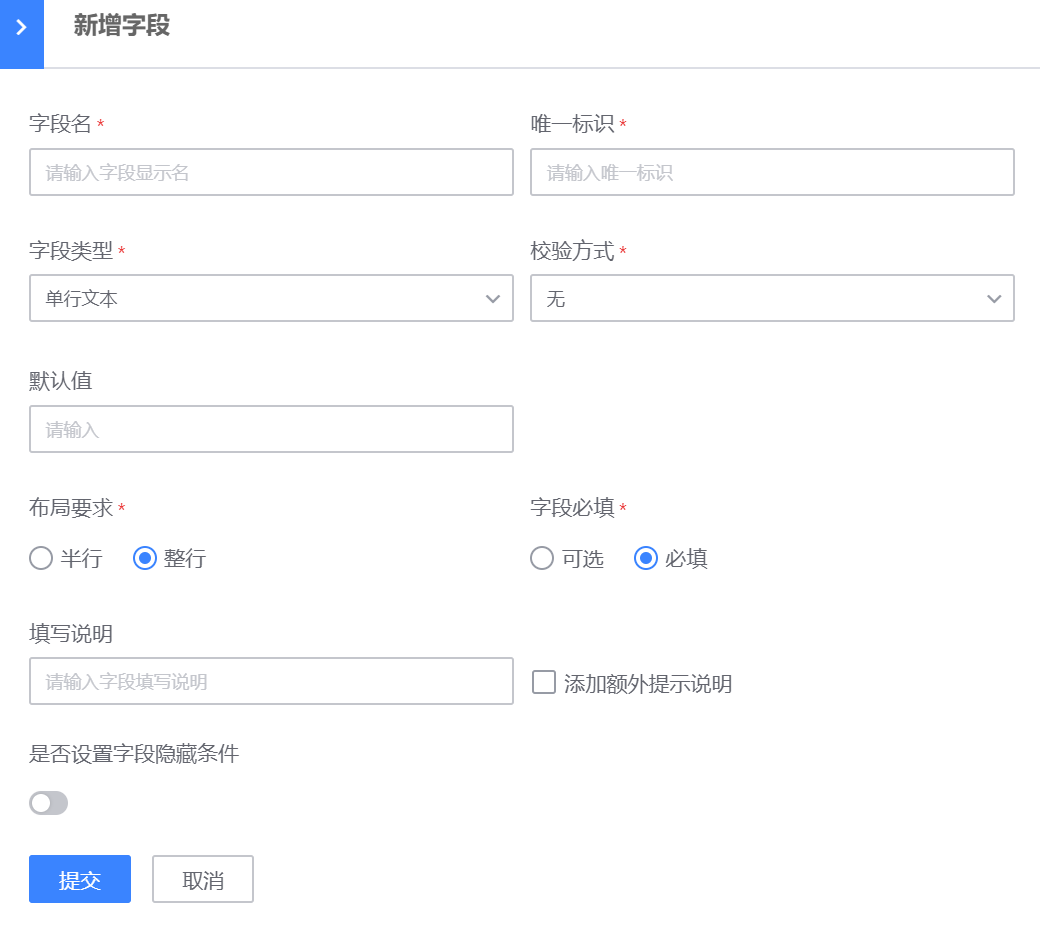 新增字段
字段名 * 唯一标识 *
请输入字段显示名 请输入唯一标识
字段类型 * 校验方式 *
单行文本 无
默认值
请输入
布局要求 * 字段必填 *
半行 整行 可选 必填
填写说明
请输入字段填写说明 添加额外提示说明
是否设置字段隐藏条件
提交 取消